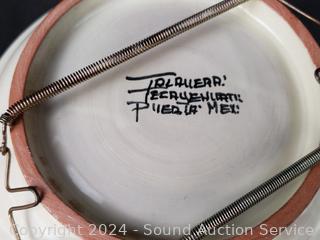 TALAVERA.
PUEBLA MEX.
Copyright 2024 - Sound Auction Service